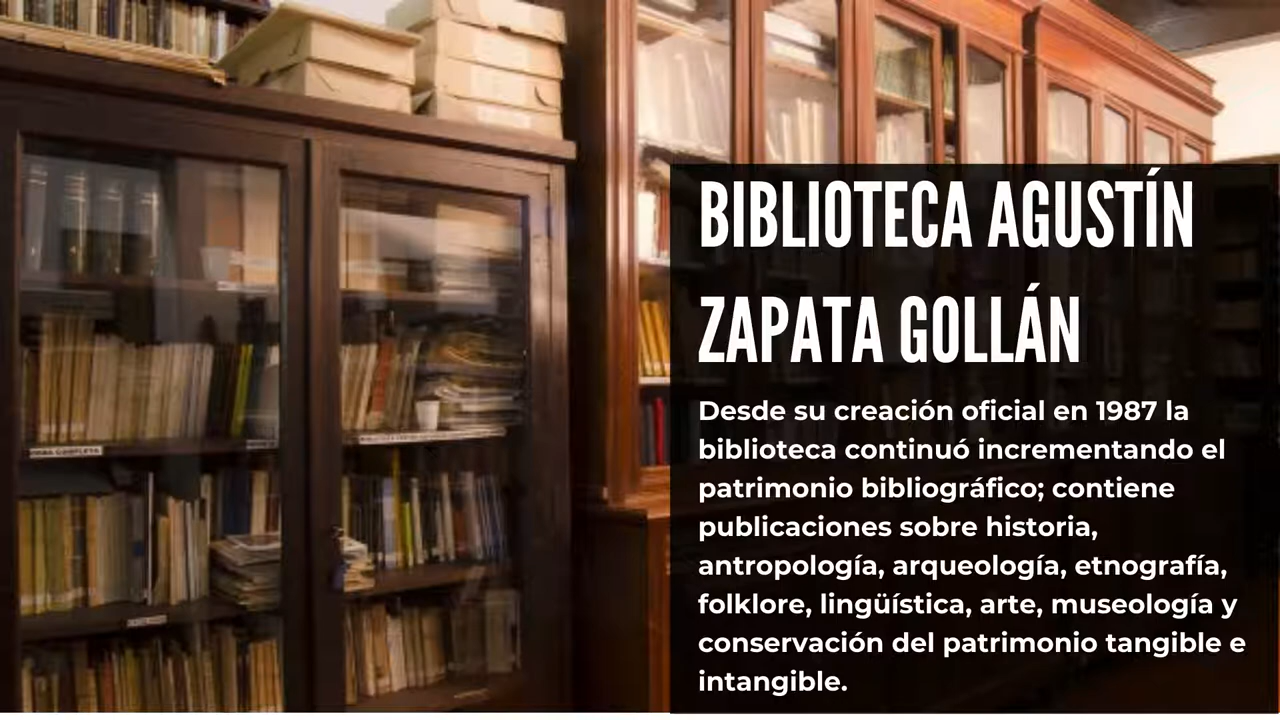 BIBLIOTECA AGUSTÍN
ZAPATA GOLLÁN
Desde su creación oficial en 1987 la
biblioteca continuó incrementando el
patrimonio bibliográfico; contiene
publicaciones sobre historia,
antropología, arqueología, etnografía,
folklore, lingüística, arte, museología y
conservación del patrimonio tangible e
intangible.